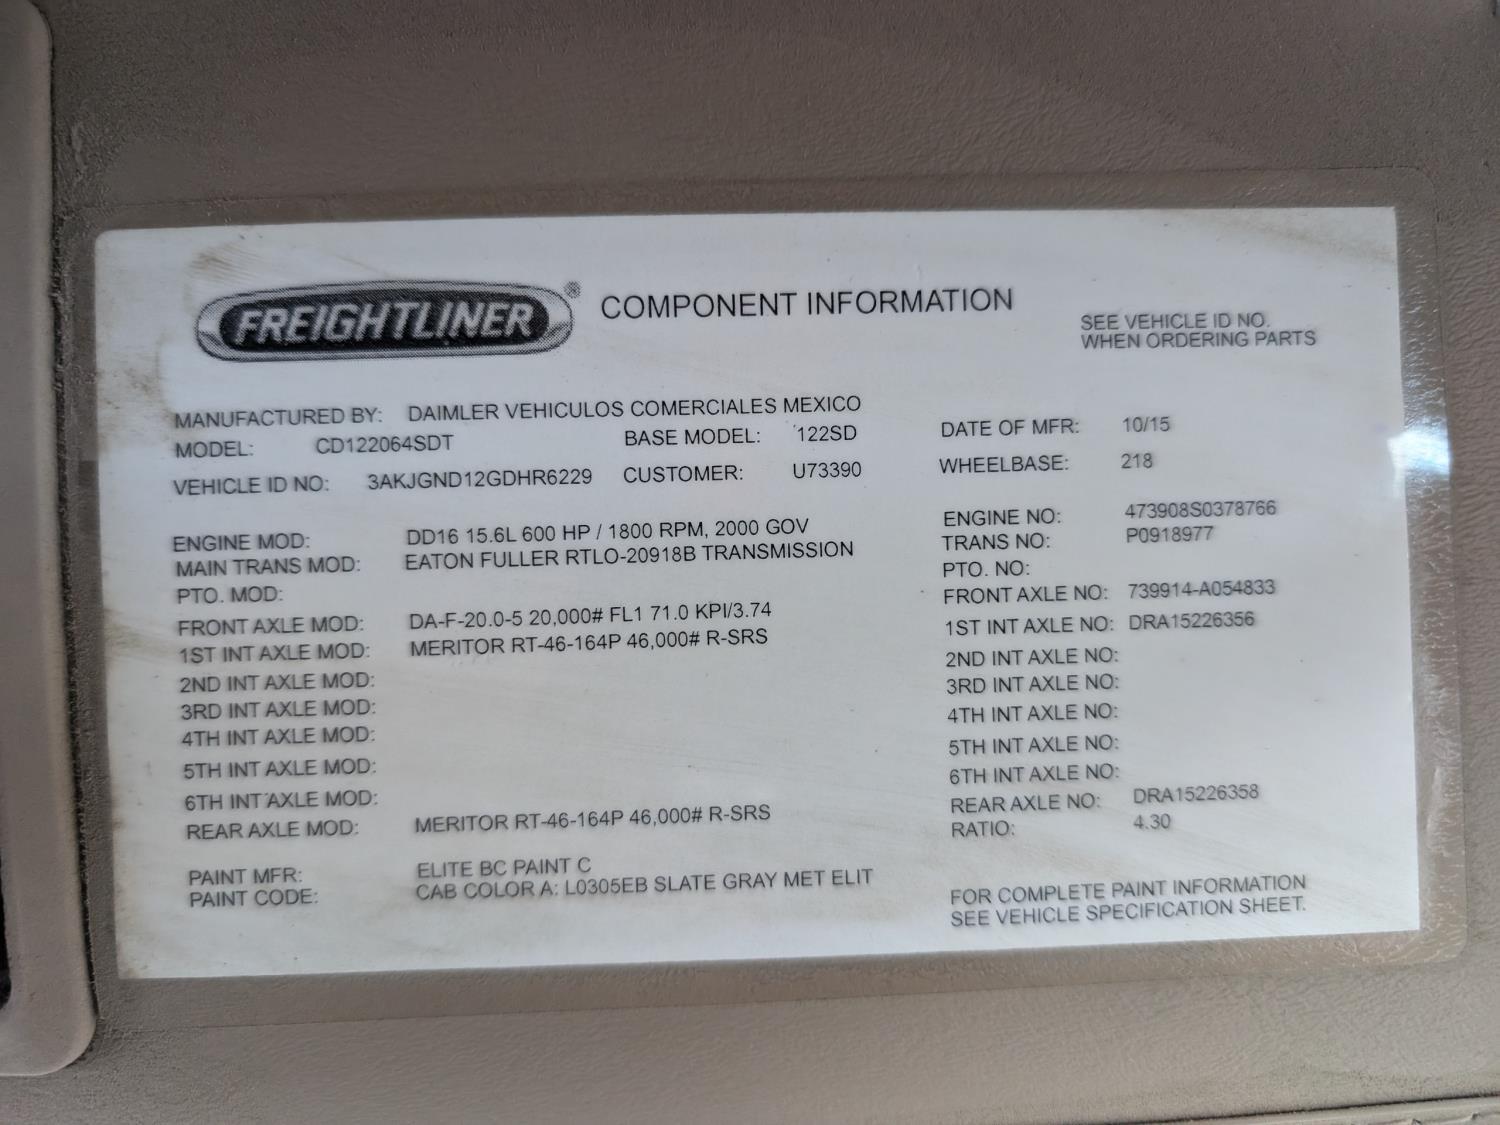 FREIGHTLINER® COMPONENT INFORMATION
SEE VEHICLE ID NO.
WHEN ORDERING PARTS
MANUFACTURED BY: DAIMLER VEHICULOS COMERCIALES MEXICO
MODEL: CD122064SDT BASE MODEL: 122SD DATE OF MFR: 10/15
VEHICLE ID NO: 3AKJGND12GDHR6229 CUSTOMER: U73390 WHEELBASE: 218
ENGINE MOD: DD16 15.6L 600 HP / 1800 RPM, 2000 GOV ENGINE NO: 473908S0378766
MAIN TRANS MOD: EATON FULLER RTLO-20918B TRANSMISSION TRANS NO: P0918977
PTO. MOD: PTO. NO:
FRONT AXLE MOD: DA-F-20.0-5 20,000# FL1 71.0 KPI/3.74 FRONT AXLE NO: 739914-A054833
1ST INT AXLE MOD: MERITOR RT-46-164P 46,000# R-SRS 1ST INT AXLE NO: DRA15226356
2ND INT AXLE MOD: 2ND INT AXLE NO:
3RD INT AXLE MOD: 3RD INT AXLE NO:
4TH INT AXLE MOD: 4TH INT AXLE NO:
5TH INT AXLE MOD: 5TH INT AXLE NO:
6TH INT AXLE MOD: 6TH INT AXLE NO:
REAR AXLE MOD: MERITOR RT-46-164P 46,000# R-SRS REAR AXLE NO: DRA15226358
RATIO: 4.30
PAINT MFR: ELITE BC PAINT C
PAINT CODE: CAB COLOR A: L0305EB SLATE GRAY MET ELIT
FOR COMPLETE PAINT INFORMATION
SEE VEHICLE SPECIFICATION SHEET.